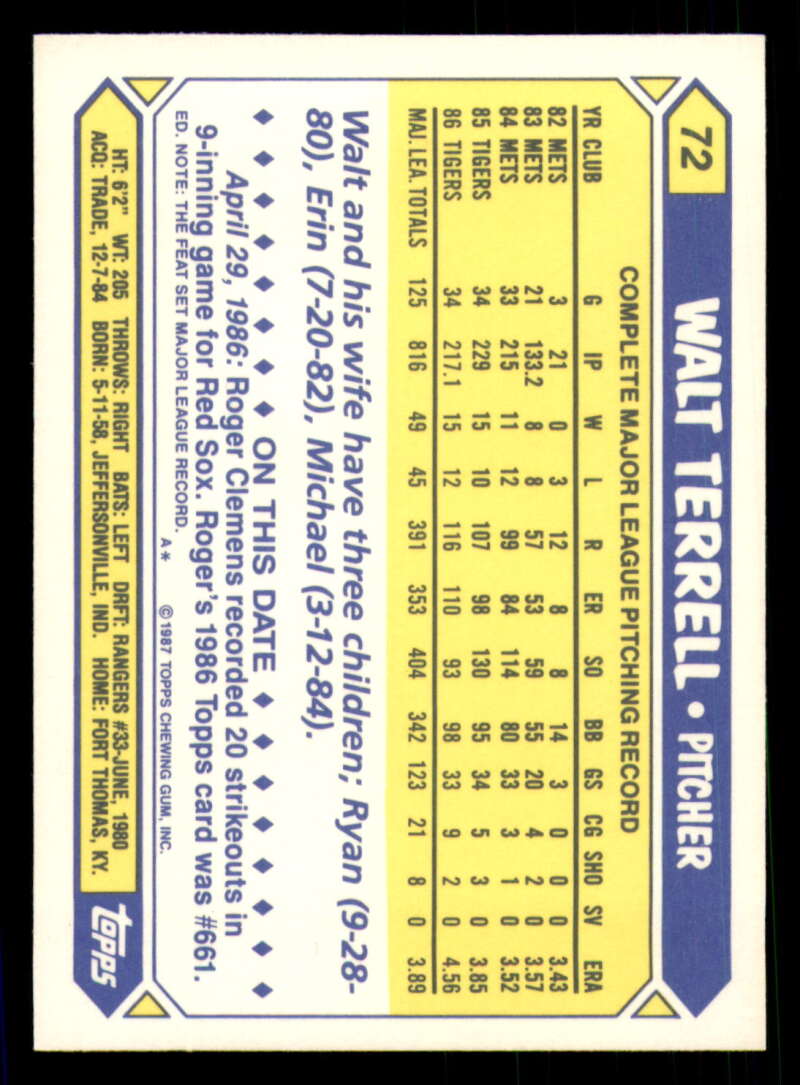 72 WALT TERRELL • PITCHER
COMPLETE MAJOR LEAGUE PITCHING RECORD
YR CLUB G IP W L R ER SO BB GS CG SHO SV ERA
82 METS 3 21 0 3 12 8 8 14 3 0 0 0 3.43
83 METS 21 133.2 8 8 57 53 59 55 20 4 2 0 3.57
84 METS 33 215 11 12 99 84 114 80 33 3 1 0 3.52
85 TIGERS 34 229 15 10 107 98 130 95 34 5 3 0 3.85
86 TIGERS 34 217.1 15 12 116 110 93 98 33 9 2 0 4.56
MAJ. LEA. TOTALS 125 816 49 45 391 353 404 342 123 21 8 0 3.89
Walt and his wife have three children; Ryan (9-28-
80), Erin (7-20-82), Michael (3-12-84).
◆ ◆ ◆ ◆ ◆ ◆ ◆ ◆ ON THIS DATE ◆ ◆ ◆ ◆ ◆ ◆ ◆ ◆
April 29, 1986: Roger Clemens recorded 20 strikeouts in
9-inning game for Red Sox. Roger's 1986 Topps card was #661.
ED. NOTE: THE FEAT SET MAJOR LEAGUE RECORD.
A* © 1987 TOPPS CHEWING GUM, INC.
HT: 6'2" WT: 205 THROWS: RIGHT BATS: LEFT DRFT: RANGERS #33-JUNE, 1980
ACQ: TRADE, 12-7-84 BORN: 5-11-58, JEFFERSONVILLE, IND. HOME: FORT THOMAS, KY.
topps